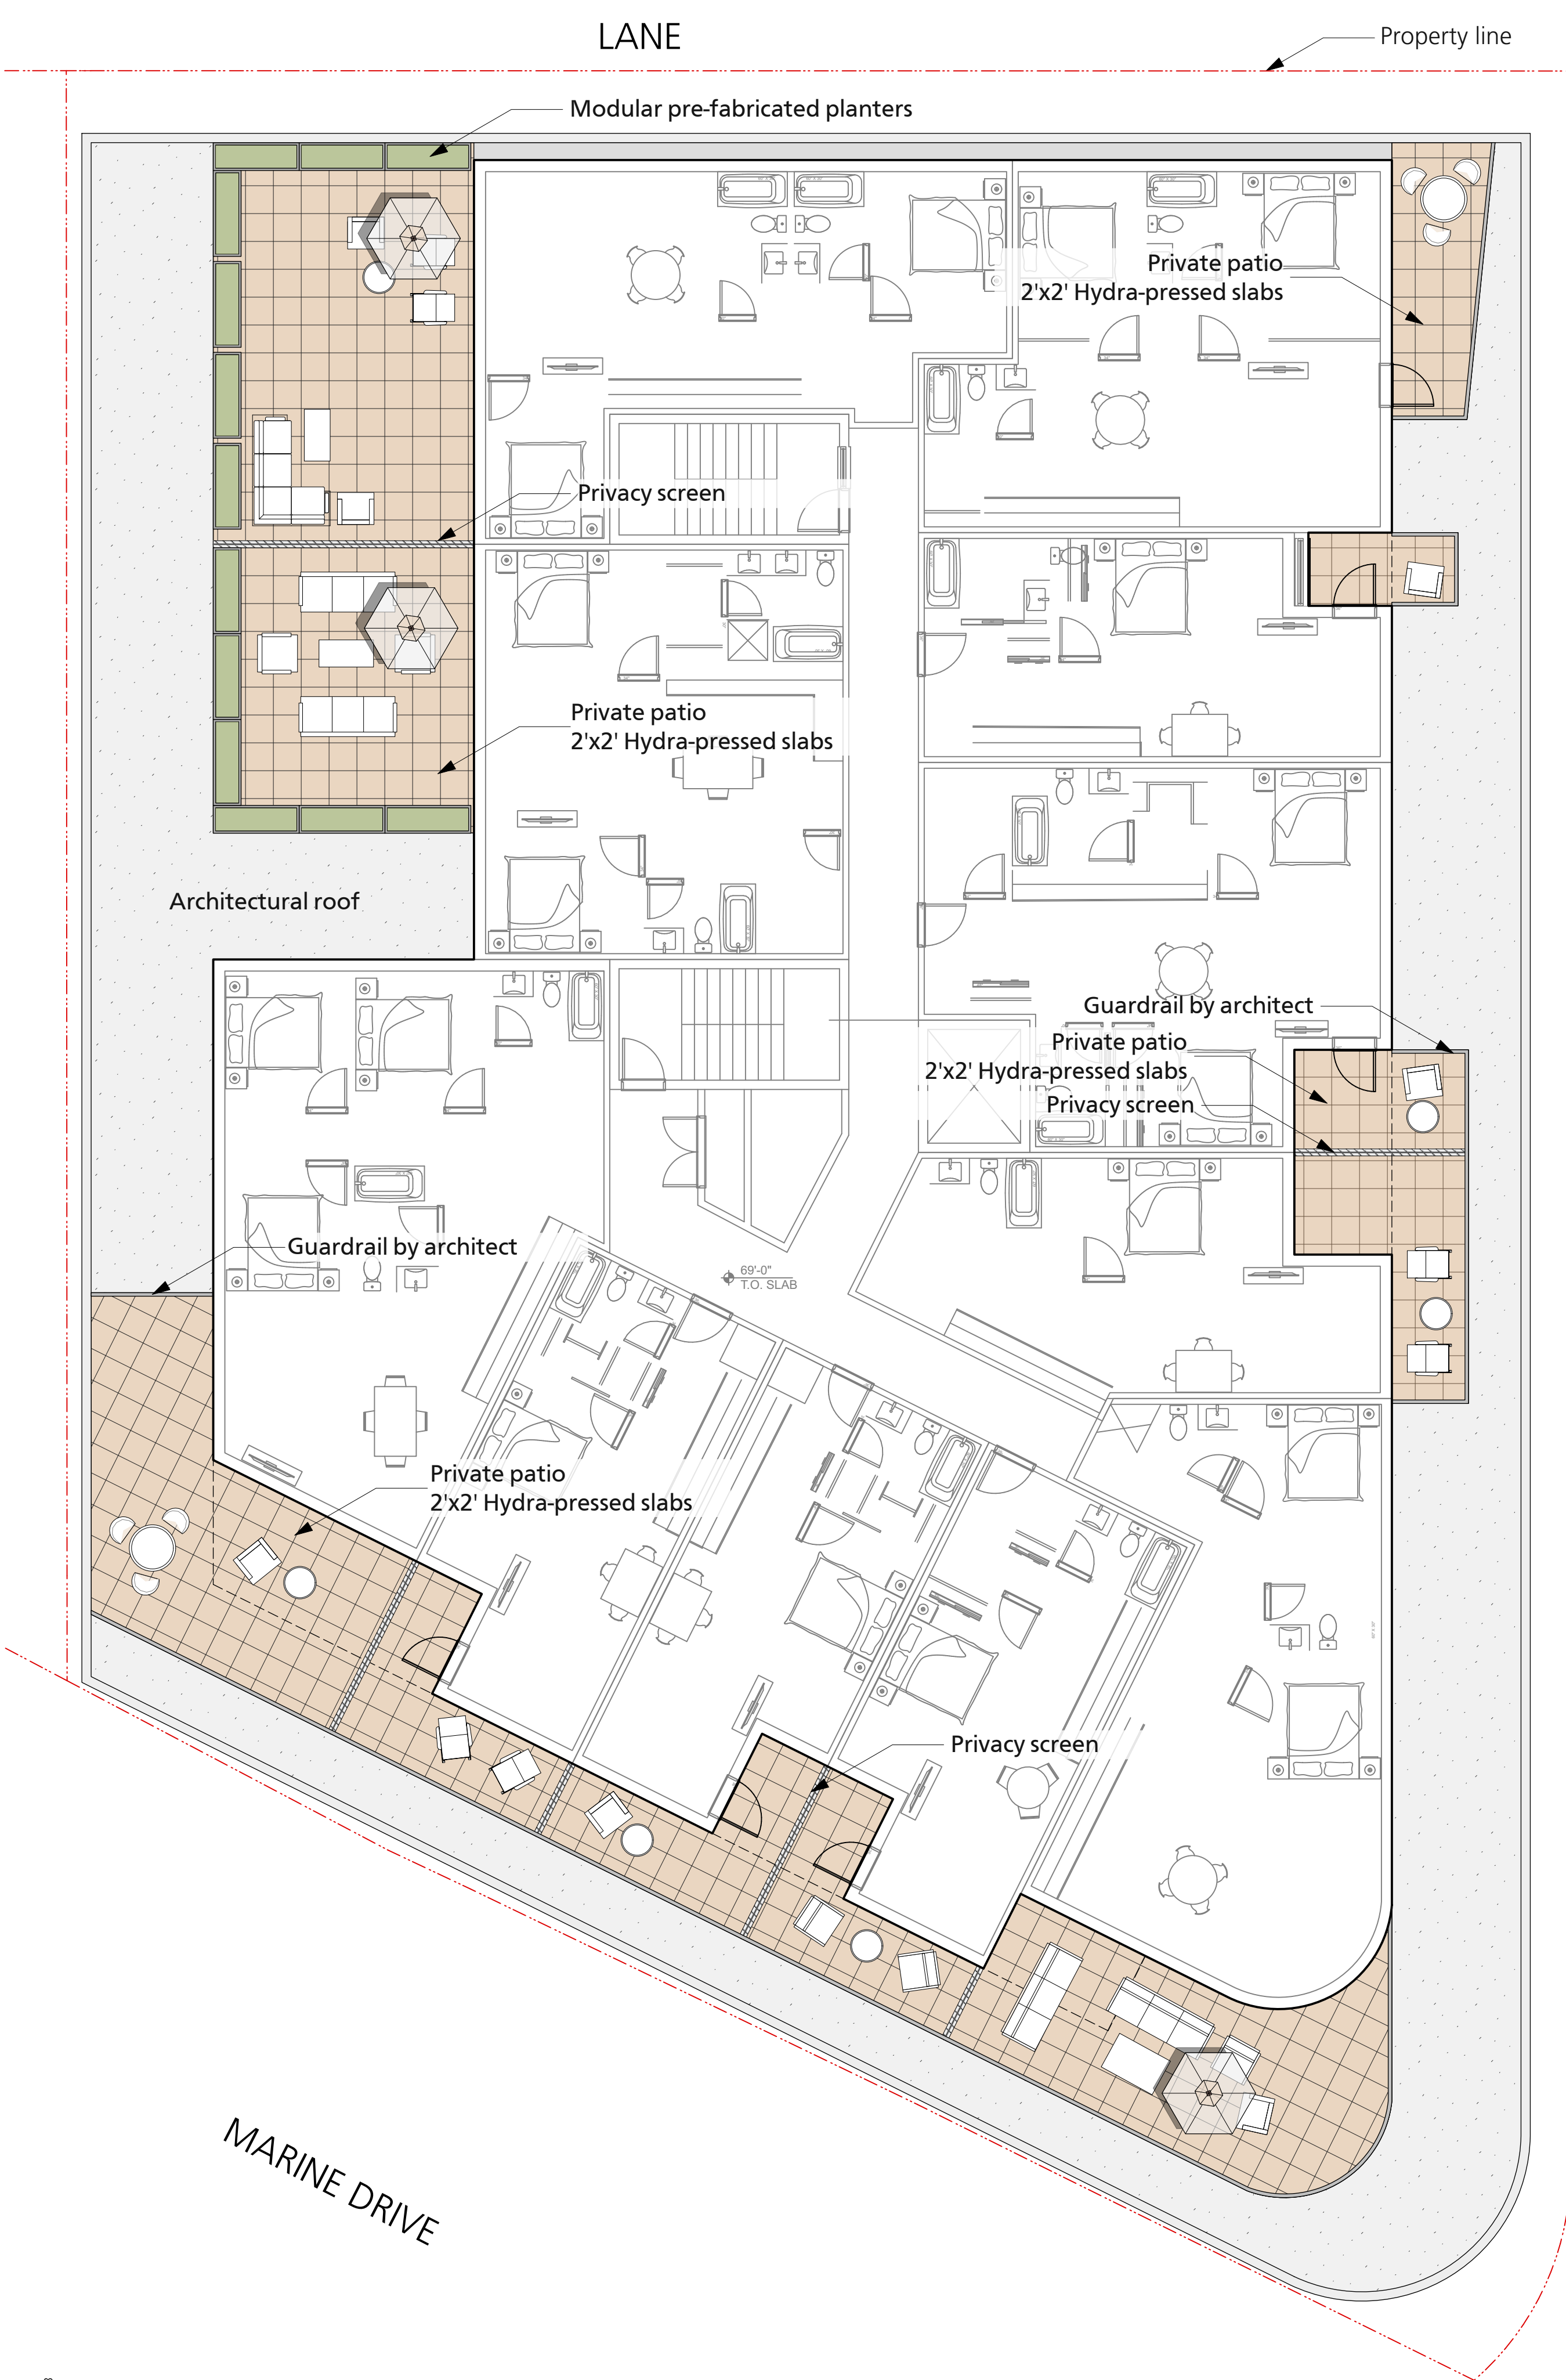 LANE
Property line
Modular pre-fabricated planters
Private patio
2'x2' Hydra-pressed slabs
Privacy screen
Private patio
2'x2' Hydra-pressed slabs
Architectural roof
Guardrail by architect
Private patio
2'x2' Hydra-pressed slabs
Privacy screen
Guardrail by architect
69'-0"
T.O. SLAB
Private patio
2'x2' Hydra-pressed slabs
Privacy screen
MARINE DRIVE